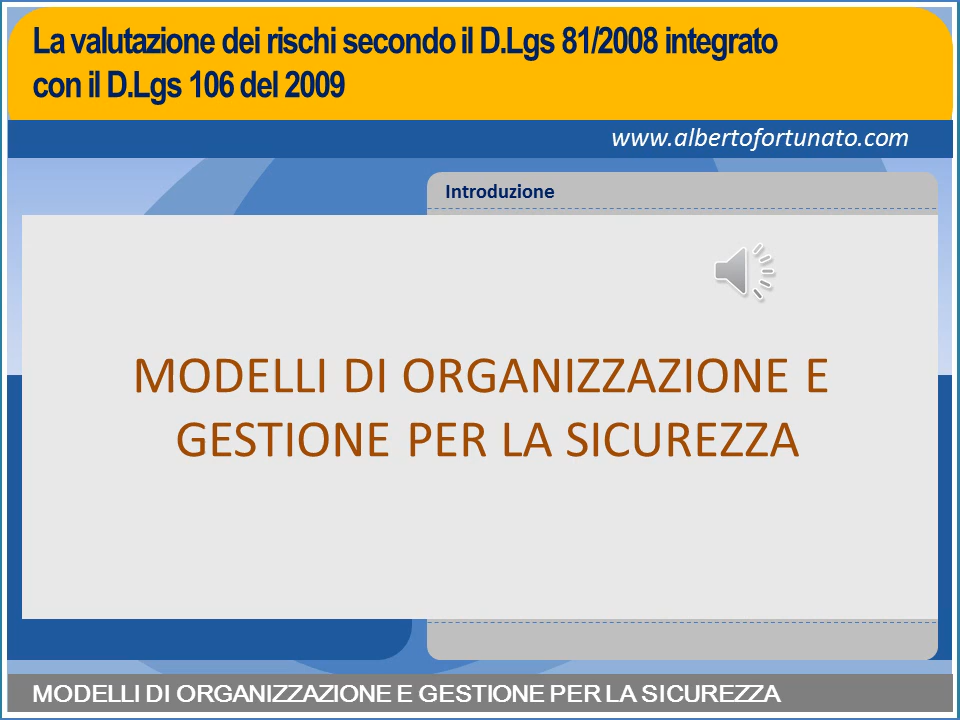 La valutazione dei rischi secondo il D.Lgs 81/2008 integrato
con il D.Lgs 106 del 2009
www.albertofortunato.com
Introduzione
MODELLI DI ORGANIZZAZIONE E
GESTIONE PER LA SICUREZZA
MODELLI DI ORGANIZZAZIONE E GESTIONE PER LA SICUREZZA